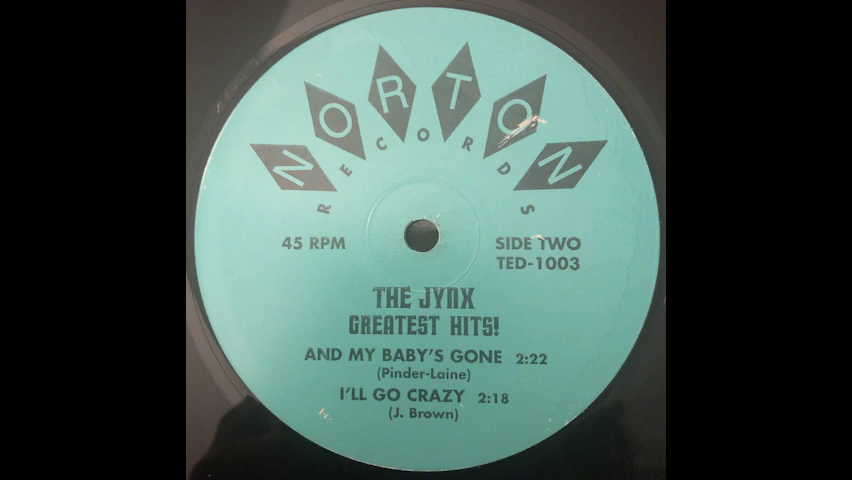 NORTON
RECORDS
45 RPM
SIDE TWO
TED-1003
THE JYNX
GREATEST HITS!
AND MY BABY'S GONE 2:22
(Pinder-Laine)
I'LL GO CRAZY 2:18
(J. Brown)